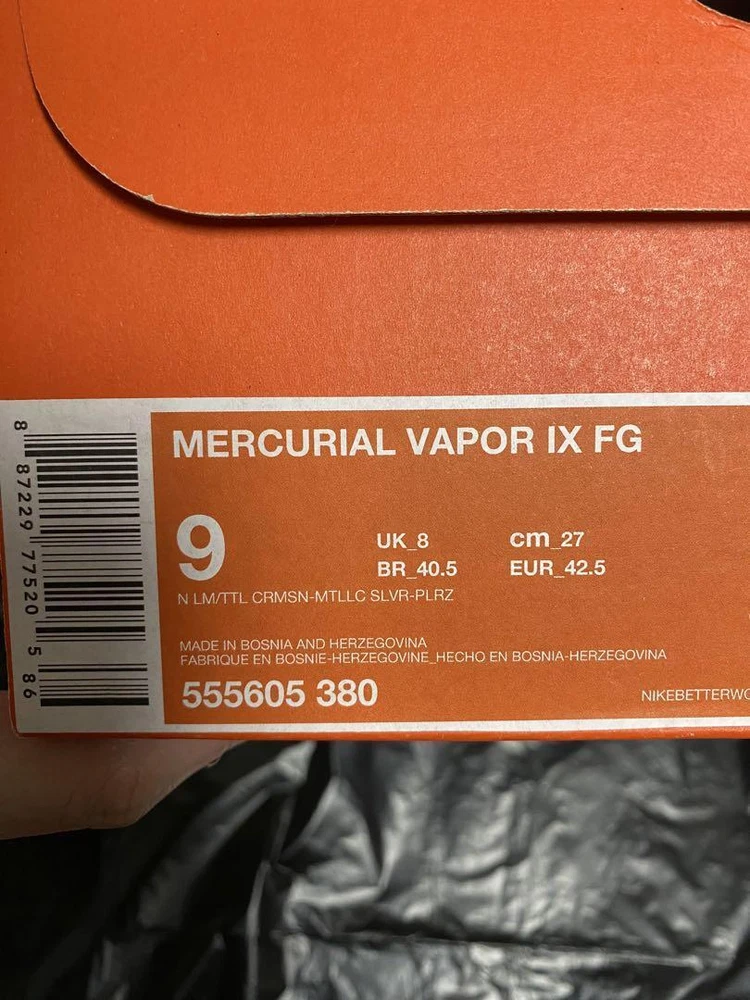 MERCURIAL VAPOR IX FG
9
UK_8 cm_27
BR_40.5 EUR_42.5
N LM/TTL CRMSN-MTLLC SLVR-PLRZ
MADE IN BOSNIA AND HERZEGOVINA
FABRIQUE EN BOSNIE-HERZEGOVINE_HECHO EN BOSNIA-HERZEGOVINA
555605 380
NIKEBETTERWO
8 87229 77520 5 86